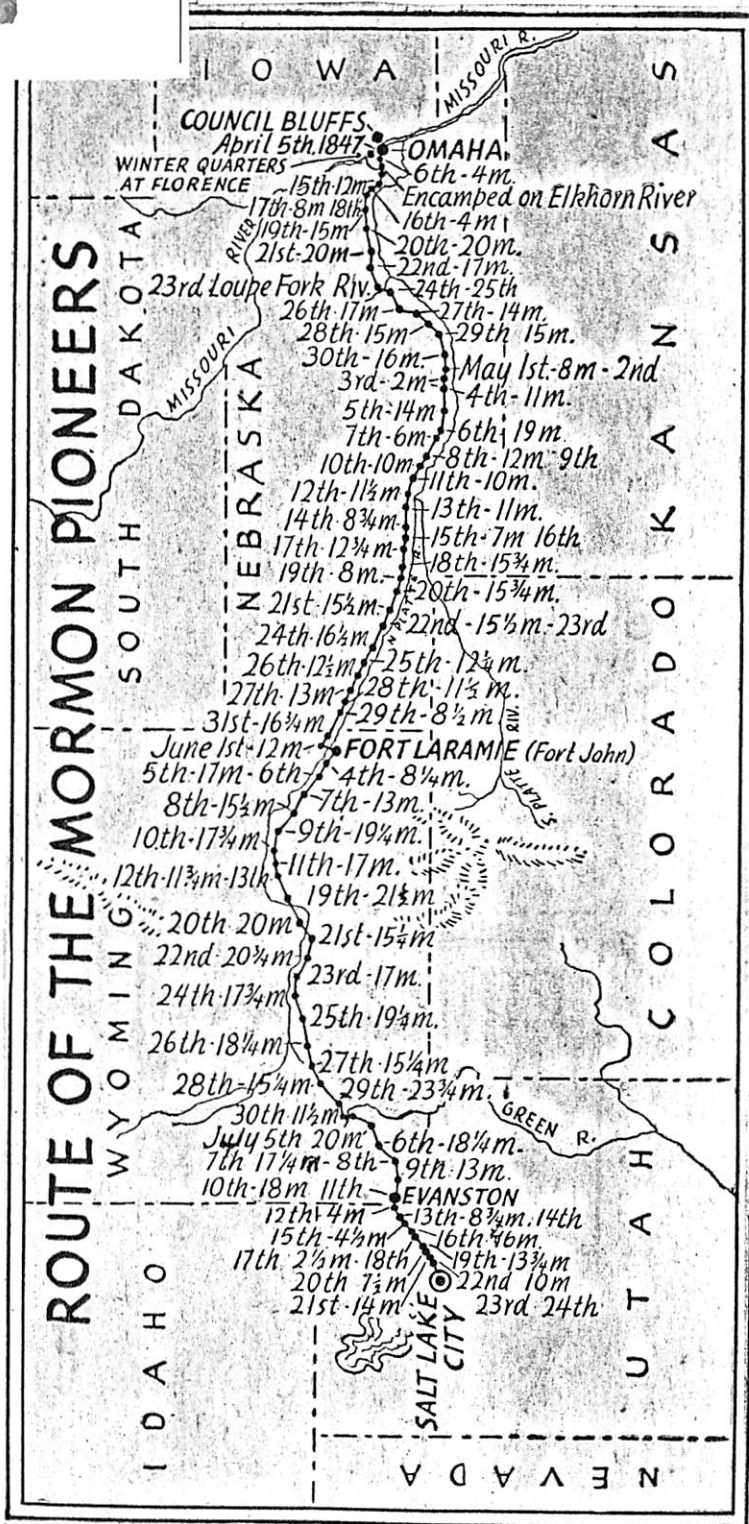 ROUTE OF THE MORMON PIONEERS
IOWA
MISSOURI R.
KANSAS
COUNCIL BLUFFS
April 5th, 1847
OMAHA
WINTER QUARTERS
AT FLORENCE
6th-4m.
Encamped on Elkhorn River
15th-12m
16th-4m
17th-8m 18th
19th-15m
20th-20m.
21st-20m
22nd-17m.
23rd Loupe Fork Riv.
24th-25th
26th-17m
27th-14m.
28th-15m
29th 15m.
30th-16m
May 1st-8m-2nd
3rd-2m
4th-11m.
5th-14m
6th 19m.
7th-6m
8th-12m 9th
10th-10m
11th-10m.
12th-11½m
13th-11m.
14th 8¾m
15th-7m 16th
17th-12¾m
18th-15¾m.
19th-8m.
20th-15¾m.
21st-15½m
22nd-15½m-23rd
24th 16½m
25th-12¼m.
26th-12½m
27th 13m
28th-11½m.
29th-8½m
31st-16¾m
RIVER
MISSOURI
SOUTH DAKOTA
NEBRASKA
N. PLATTE R.
S. PLATTE RIV.
COLORADO
June 1st-12m
FORT LARAMIE (Fort John)
4th-8¼m.
5th-17m-6th
7th-13m.
8th-15½m
9th-19¼m.
10th-17¾m
11th-17m.
12th-11¾m-13th
19th-21½m
20th 20m
21st-15¼m
22nd 20¾m
23rd-17m.
24th-17¾m
25th-19¼m.
26th-18¼m
27th-15¼m
28th-15¼m
29th-23¾m.
30th 11½m
WYOMING
GREEN R.
July 5th 20m
6th-18¼m.
7th 17¼m-8th
9th 13m.
10th-18m 11th
EVANSTON
12th-4m
13th-8¾m, 14th
15th-4½m
16th-16m
17th 2½m-18th
19th-13¾m
20th 7½m
22nd 10m
21st-14m
23rd 24th
SALT LAKE
CITY
UTAH
IDAHO
NEVADA